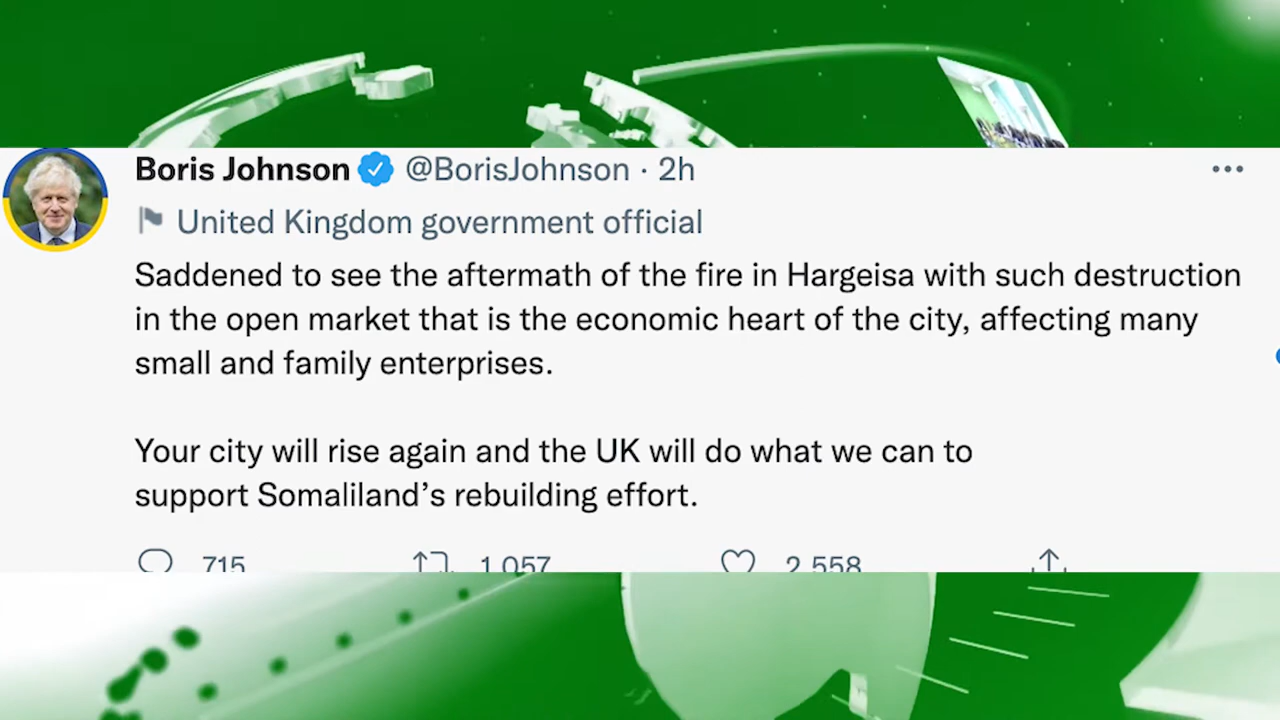 Boris Johnson @BorisJohnson · 2h
United Kingdom government official
Saddened to see the aftermath of the fire in Hargeisa with such destruction
in the open market that is the economic heart of the city, affecting many
small and family enterprises.
Your city will rise again and the UK will do what we can to
support Somaliland’s rebuilding effort.
715 1,057 2,558